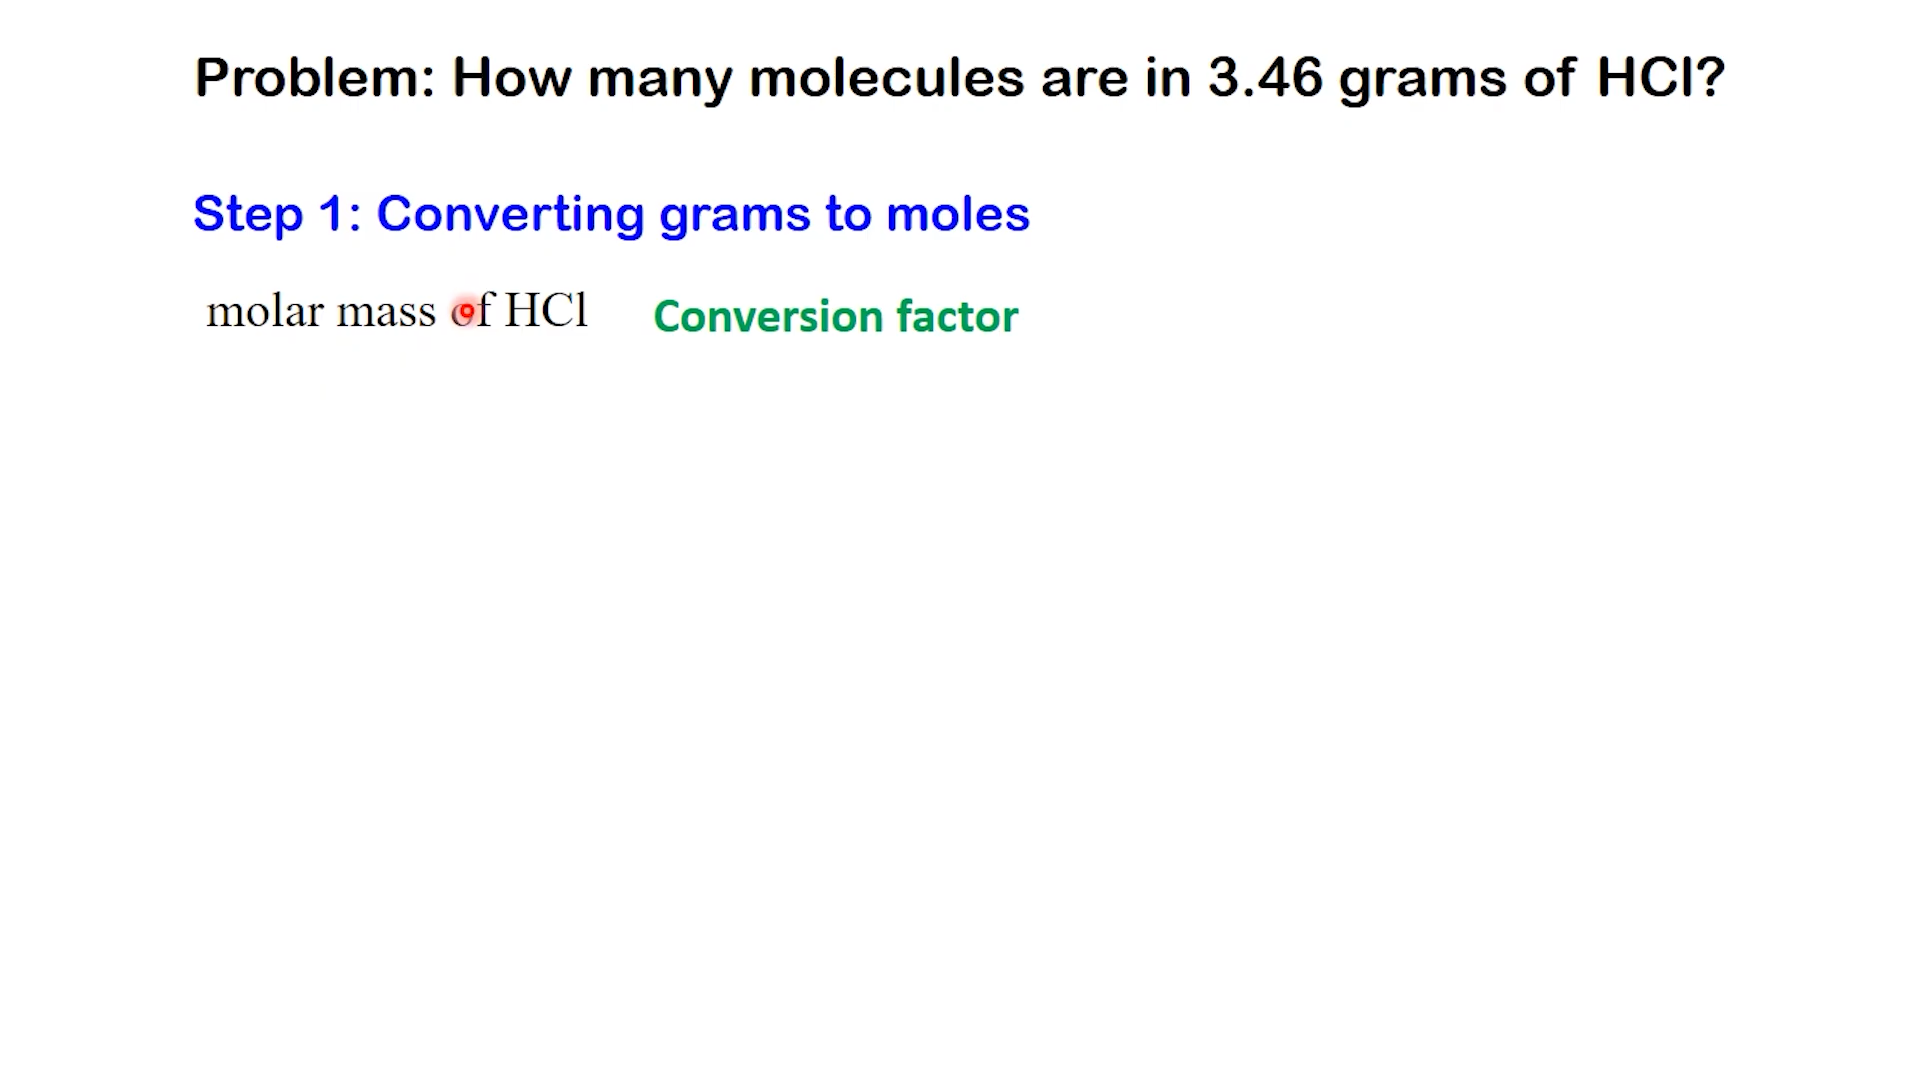 Problem: How many molecules are in 3.46 grams of HCl?
Step 1: Converting grams to moles
molar mass of HCl Conversion factor